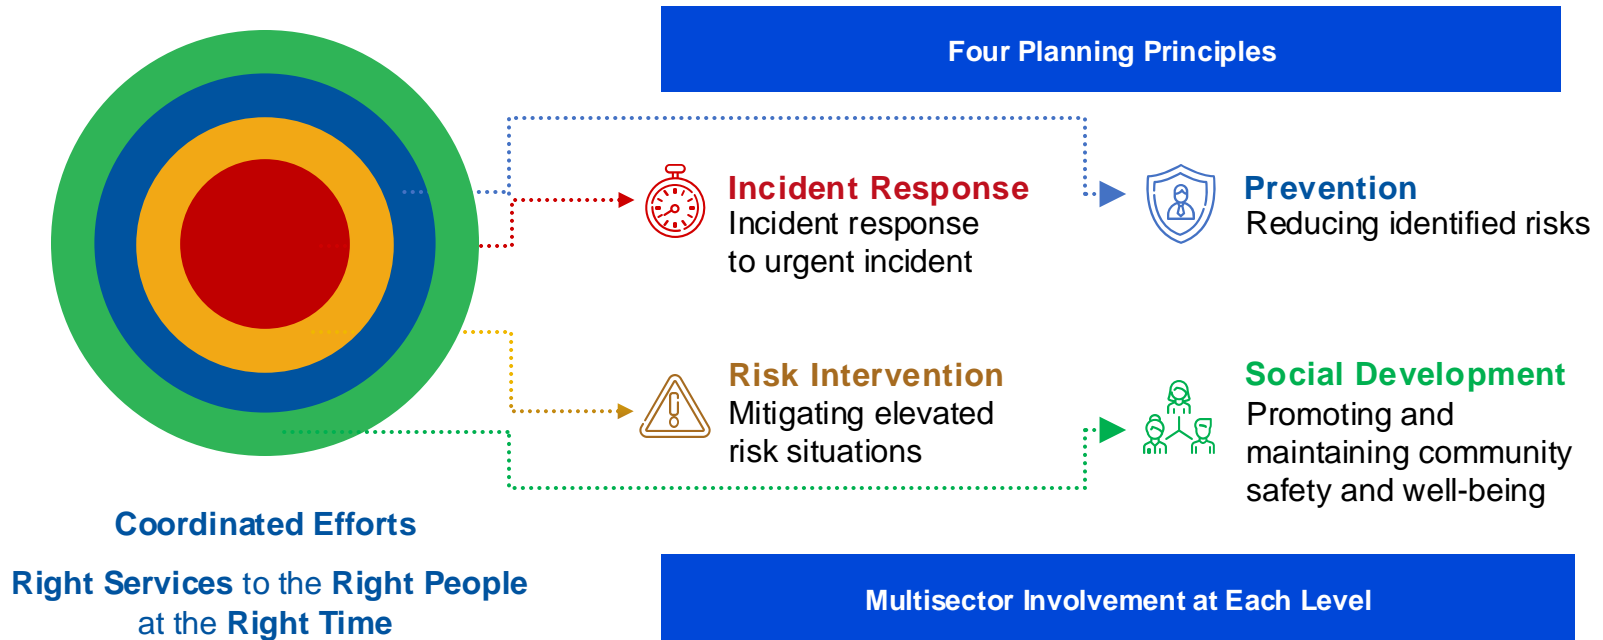 Four Planning Principles
Incident Response
Incident response
to urgent incident
Prevention
Reducing identified risks
Risk Intervention
Mitigating elevated
risk situations
Social Development
Promoting and
maintaining community
safety and well-being
Coordinated Efforts
Right Services to the Right People
at the Right Time
Multisector Involvement at Each Level